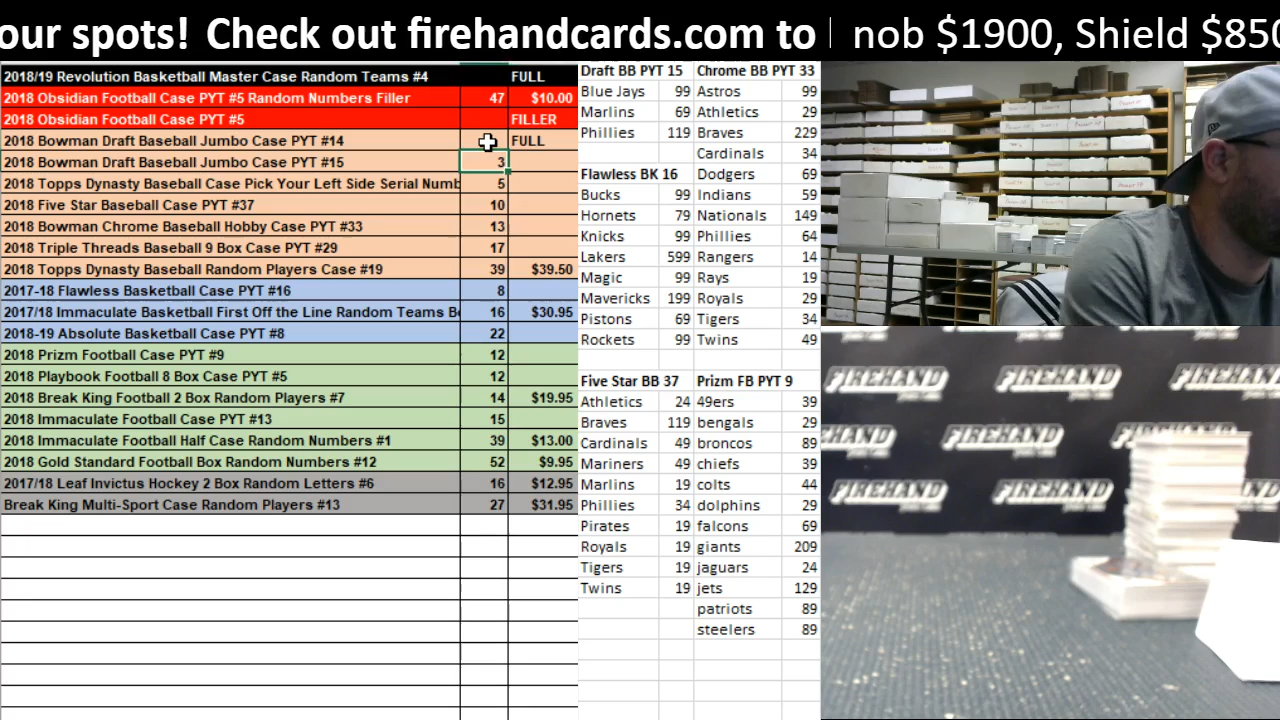 our spots! Check out firehandcards.com to
nob $1900, Shield $850
2018/19 Revolution Basketball Master Case Random Teams #4 FULL
2018 Obsidian Football Case PYT #5 Random Numbers Filler 47 $10.00
2018 Obsidian Football Case PYT #5 FILLER
2018 Bowman Draft Baseball Jumbo Case PYT #14 FULL
2018 Bowman Draft Baseball Jumbo Case PYT #15 3
2018 Topps Dynasty Baseball Case Pick Your Left Side Serial Numb 5
2018 Five Star Baseball Case PYT #37 10
2018 Bowman Chrome Baseball Hobby Case PYT #33 13
2018 Triple Threads Baseball 9 Box Case PYT #29 17
2018 Topps Dynasty Baseball Random Players Case #19 39 $39.50
2017-18 Flawless Basketball Case PYT #16 8
2017/18 Immaculate Basketball First Off the Line Random Teams Bo 16 $30.95
2018-19 Absolute Basketball Case PYT #8 22
2018 Prizm Football Case PYT #9 12
2018 Playbook Football 8 Box Case PYT #5 12
2018 Break King Football 2 Box Random Players #7 14 $19.95
2018 Immaculate Football Case PYT #13 15
2018 Immaculate Football Half Case Random Numbers #1 39 $13.00
2018 Gold Standard Football Box Random Numbers #12 52 $9.95
2017/18 Leaf Invictus Hockey 2 Box Random Letters #6 16 $12.95
Break King Multi-Sport Case Random Players #13 27 $31.95
Draft BB PYT 15
Blue Jays 99
Marlins 69
Phillies 119
Flawless BK 16
Bucks 99
Hornets 79
Knicks 99
Lakers 599
Magic 99
Mavericks 199
Pistons 69
Rockets 99
Five Star BB 37
Athletics 24
Braves 119
Cardinals 49
Mariners 49
Marlins 19
Phillies 34
Pirates 19
Royals 19
Tigers 19
Twins 19
Chrome BB PYT 33
Astros 99
Athletics 29
Braves 229
Cardinals 34
Dodgers 69
Indians 59
Nationals 149
Phillies 64
Rangers 14
Rays 19
Royals 29
Tigers 34
Twins 49
Prizm FB PYT 9
49ers 39
bengals 29
broncos 89
chiefs 39
colts 44
dolphins 29
falcons 69
giants 209
jaguars 24
jets 129
patriots 89
steelers 89
FIREHAND FIREHAND FIREHAND
HAND FIREHAND FIREHAND
FIREHAND FIREHAND